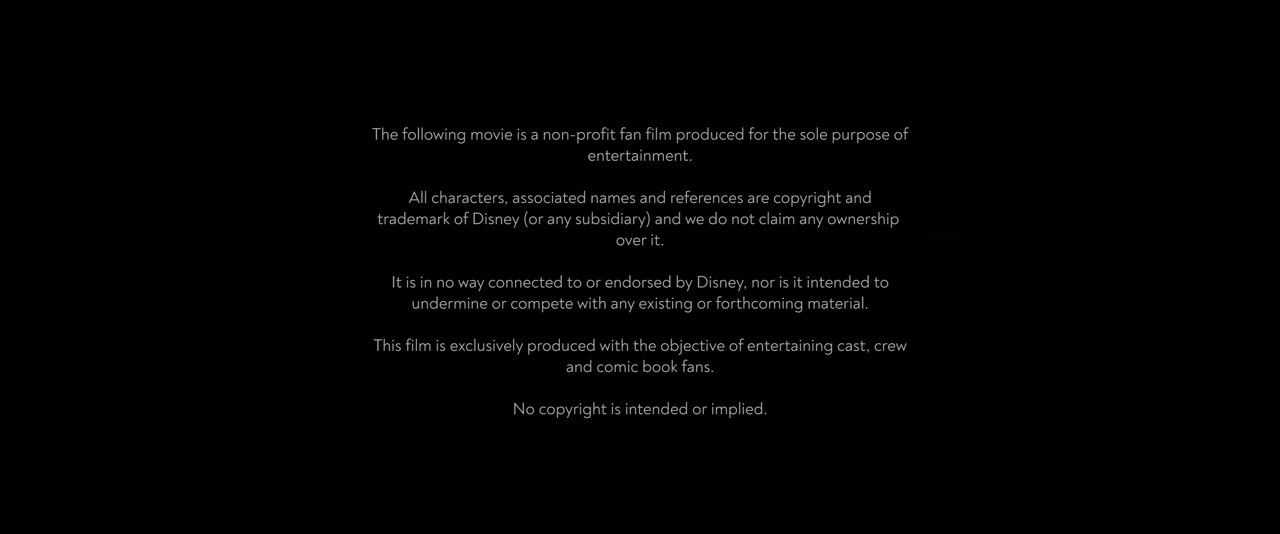 The following movie is a non-profit fan film produced for the sole purpose of
entertainment.
All characters, associated names and references are copyright and
trademark of Disney (or any subsidiary) and we do not claim any ownership
over it.
It is in no way connected to or endorsed by Disney, nor is it intended to
undermine or compete with any existing or forthcoming material.
This film is exclusively produced with the objective of entertaining cast, crew
and comic book fans.
No copyright is intended or implied.